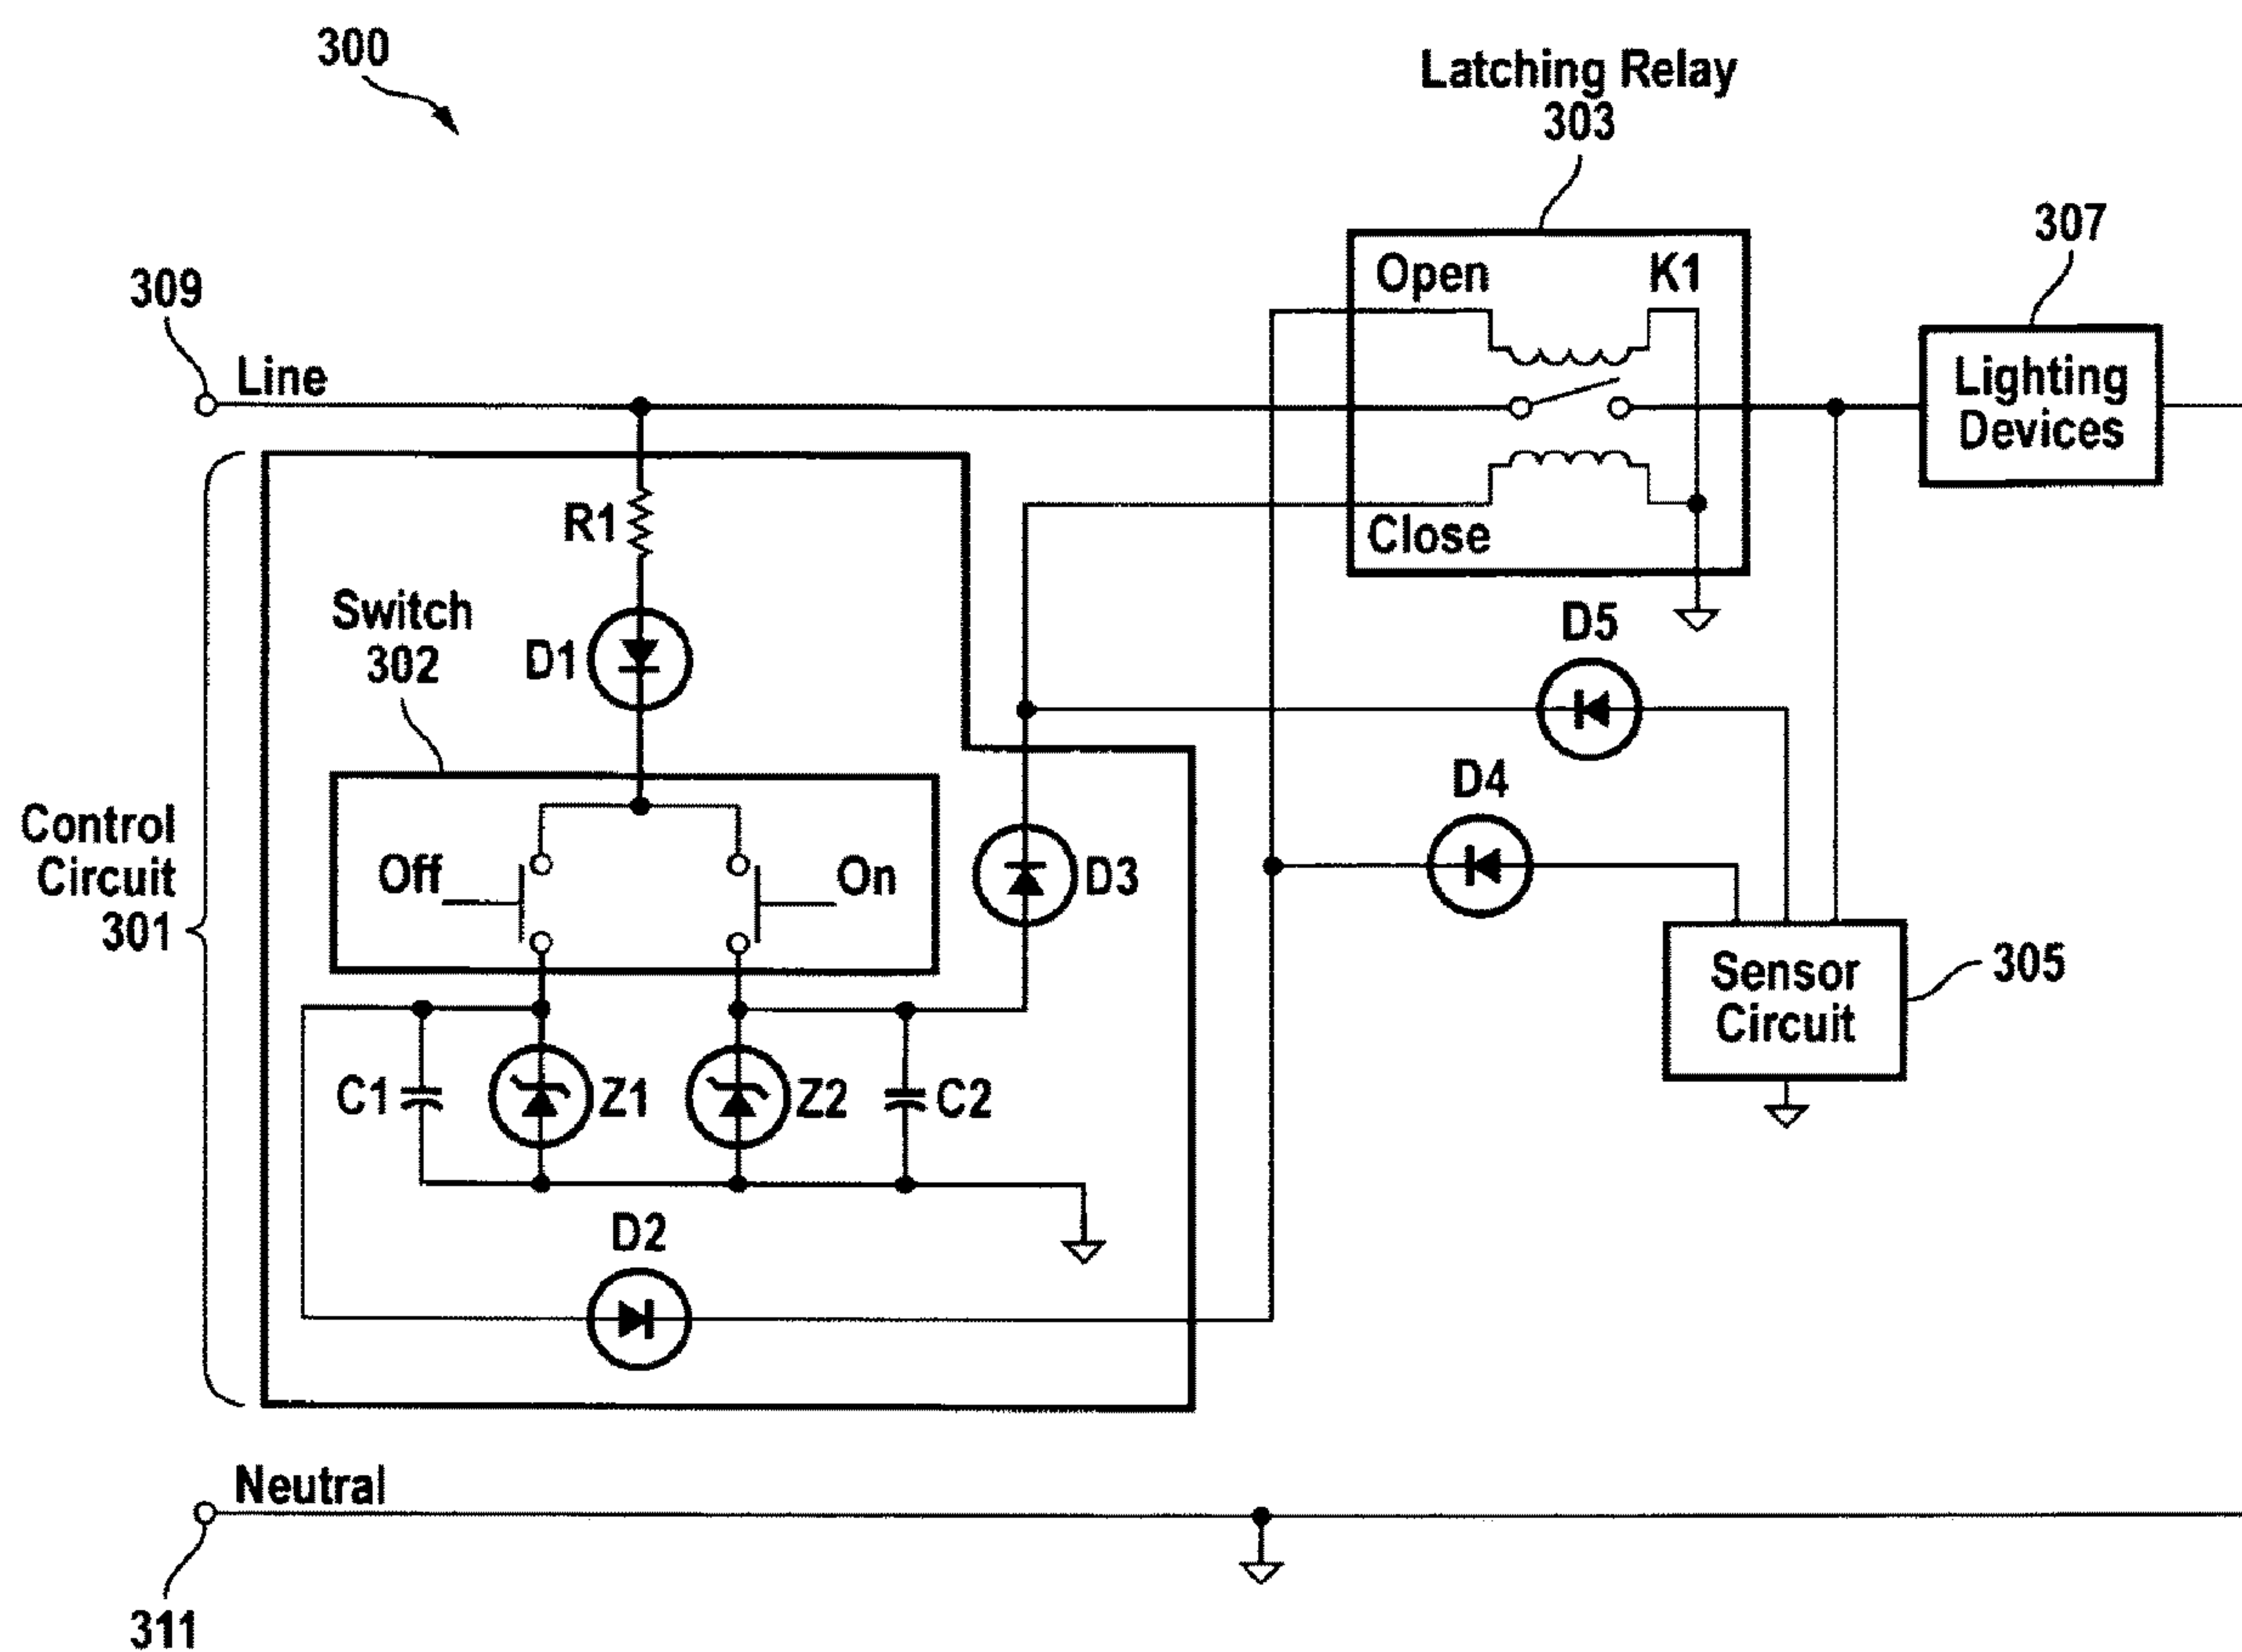 300
Latching Relay
303
307
309
Line
Open
K1
Lighting
Devices
R1
Close
Switch
302
D1
D5
D4
Control
Circuit
301
Off
On
D3
Sensor
Circuit
305
C1
Z1
Z2
C2
D2
Neutral
311